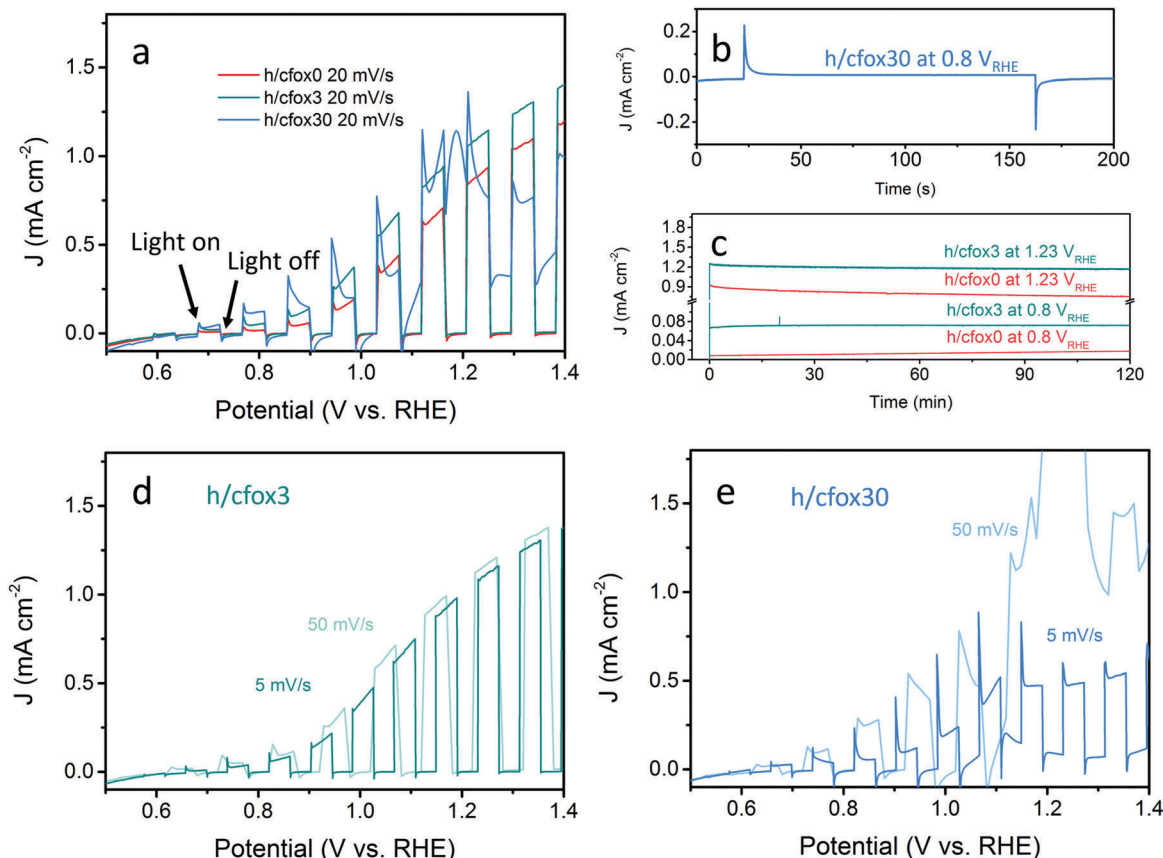 a
h/cfox0 20 mV/s
h/cfox3 20 mV/s
h/cfox30 20 mV/s
Light on
Light off
J (mA cm⁻²)
1.5
1.0
0.5
0.0
0.6 0.8 1.0 1.2 1.4
Potential (V vs. RHE)
b
h/cfox30 at 0.8 V_RHE
J (mA cm⁻²)
0.2
0.0
-0.2
0 50 100 150 200
Time (s)
c
h/cfox3 at 1.23 V_RHE
h/cfox0 at 1.23 V_RHE
h/cfox3 at 0.8 V_RHE
h/cfox0 at 0.8 V_RHE
J (mA cm⁻²)
1.8
1.5
1.2
0.9
0.08
0.04
0.00
0 30 60 90 120
Time (min)
d
h/cfox3
50 mV/s
5 mV/s
J (mA cm⁻²)
1.5
1.0
0.5
0.0
0.6 0.8 1.0 1.2 1.4
Potential (V vs. RHE)
e
h/cfox30
50 mV/s
5 mV/s
J (mA cm⁻²)
1.5
1.0
0.5
0.0
0.6 0.8 1.0 1.2 1.4
Potential (V vs. RHE)